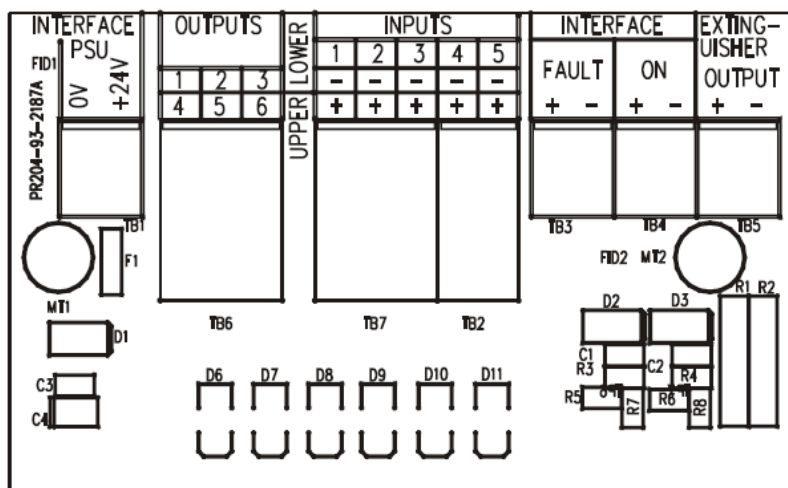 INTERFACE
PSU
0V
+24V
OUTPUTS
1 2 3
4 5 6
UPPER LOWER
INPUTS
1 2 3 4 5
- - - - -
+ + + + +
INTERFACE
FAULT
+ -
ON
+ -
EXTING-
UISHER
OUTPUT
+ -
FID1
PR204-93-2187A
TB1
TB3
TB4
TB5
F1
MT1
FID2
MT2
TB6
TB7
TB2
D1
C3
C4
D6
D7
D8
D9
D10
D11
D2
D3
R1
R2
C1
R3
C2
R4
R5
R7
R6
R8